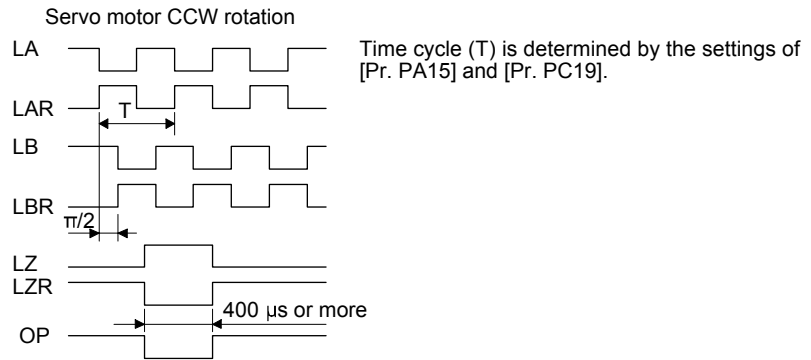 Servo motor CCW rotation
LA
Time cycle (T) is determined by the settings of
[Pr. PA15] and [Pr. PC19].
LAR
T
LB
LBR
π/2
LZ
LZR
400 μs or more
OP